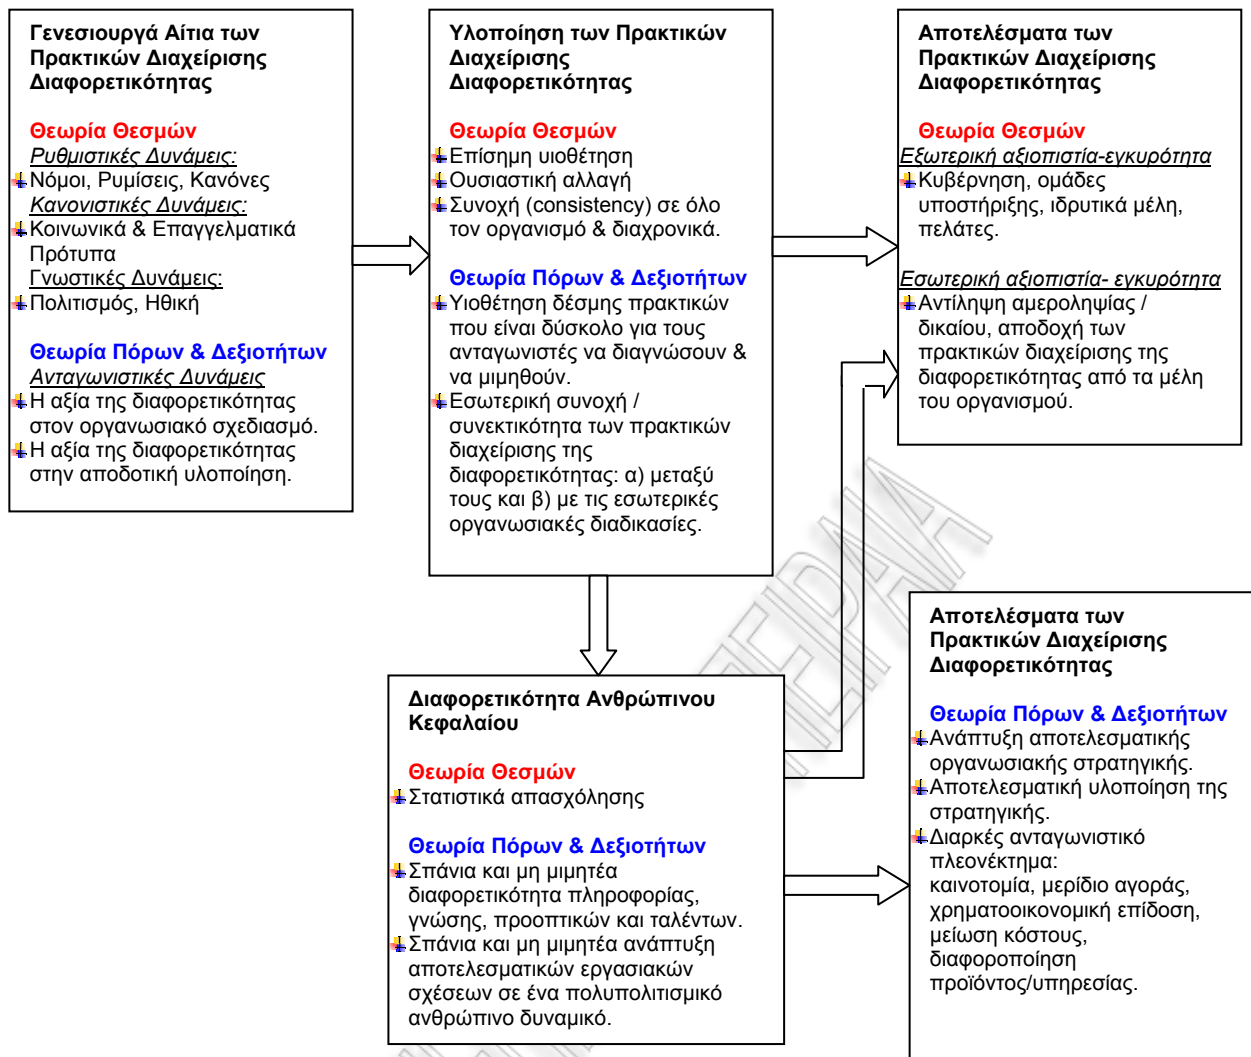 Γενεσιουργά Αίτια των
Πρακτικών Διαχείρισης
Διαφορετικότητας
Θεωρία Θεσμών
Ρυθμιστικές Δυνάμεις:
Νόμοι, Ρυμίσεις, Κανόνες
Κανονιστικές Δυνάμεις:
Κοινωνικά & Επαγγελματικά
Πρότυπα
Γνωστικές Δυνάμεις:
Πολιτισμός, Ηθική
Θεωρία Πόρων & Δεξιοτήτων
Ανταγωνιστικές Δυνάμεις
Η αξία της διαφορετικότητας
στον οργανωσιακό σχεδιασμό.
Η αξία της διαφορετικότητας
στην αποδοτική υλοποίηση.
Υλοποίηση των Πρακτικών
Διαχείρισης
Διαφορετικότητας
Θεωρία Θεσμών
Επίσημη υιοθέτηση
Ουσιαστική αλλαγή
Συνοχή (consistency) σε όλο
τον οργανισμό & διαχρονικά.
Θεωρία Πόρων & Δεξιοτήτων
Υιοθέτηση δέσμης πρακτικών
που είναι δύσκολο για τους
ανταγωνιστές να διαγνώσουν &
να μιμηθούν.
Εσωτερική συνοχή /
συνεκτικότητα των πρακτικών
διαχείρισης της
διαφορετικότητας: α) μεταξύ
τους και β) με τις εσωτερικές
οργανωσιακές διαδικασίες.
Αποτελέσματα των
Πρακτικών Διαχείρισης
Διαφορετικότητας
Θεωρία Θεσμών
Εξωτερική αξιοπιστία-εγκυρότητα
Κυβέρνηση, ομάδες
υποστήριξης, ιδρυτικά μέλη,
πελάτες.
Εσωτερική αξιοπιστία- εγκυρότητα
Αντίληψη αμεροληψίας /
δικαίου, αποδοχή των
πρακτικών διαχείρισης της
διαφορετικότητας από τα μέλη
του οργανισμού.
Διαφορετικότητα Ανθρώπινου
Κεφαλαίου
Θεωρία Θεσμών
Στατιστικά απασχόλησης
Θεωρία Πόρων & Δεξιοτήτων
Σπάνια και μη μιμητέα
διαφορετικότητα πληροφορίας,
γνώσης, προοπτικών και ταλέντων.
Σπάνια και μη μιμητέα ανάπτυξη
αποτελεσματικών εργασιακών
σχέσεων σε ένα πολυπολιτισμικό
ανθρώπινο δυναμικό.
Αποτελέσματα των
Πρακτικών Διαχείρισης
Διαφορετικότητας
Θεωρία Πόρων & Δεξιοτήτων
Ανάπτυξη αποτελεσματικής
οργανωσιακής στρατηγικής.
Αποτελεσματική υλοποίηση της
στρατηγικής.
Διαρκές ανταγωνιστικό
πλεονέκτημα:
καινοτομία, μερίδιο αγοράς,
χρηματοοικονομική επίδοση,
μείωση κόστους,
διαφοροποίηση
προϊόντος/υπηρεσίας.